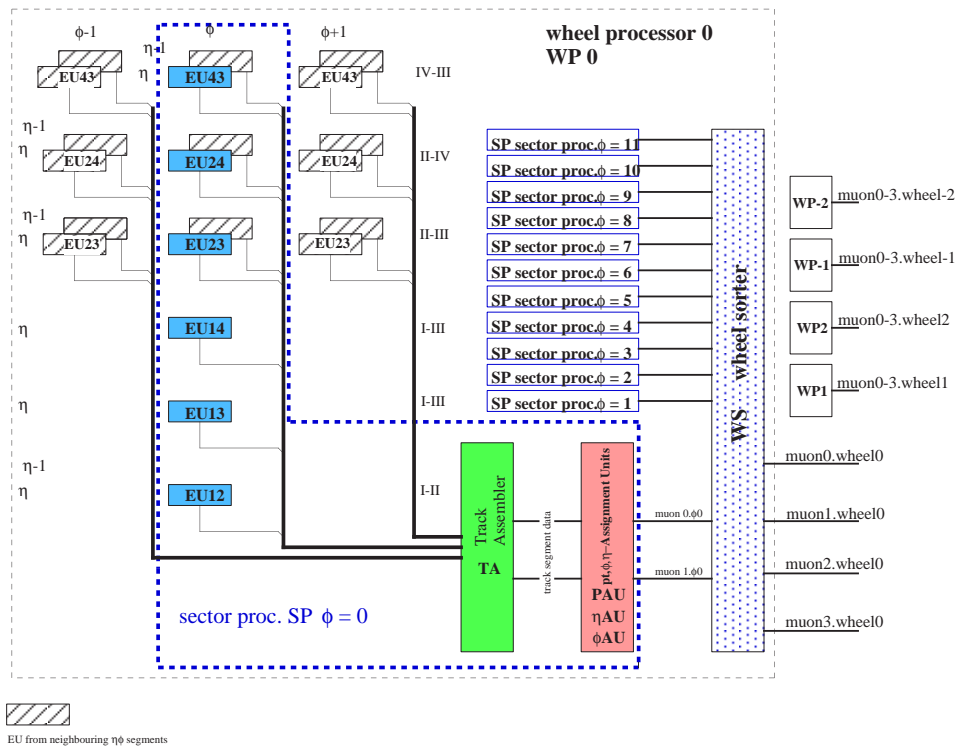 ϕ-1
ϕ
ϕ+1
wheel processor 0
WP 0
η-1
EU43
η
EU43
EU43
IV-III
η-1
η
EU24
EU24
EU24
II-IV
η-1
η
EU23
EU23
EU23
II-III
η
EU14
I-III
η
EU13
I-III
η-1
η
EU12
I-II
SP sector proc.ϕ = 11
SP sector proc.ϕ = 10
SP sector proc.ϕ = 9
SP sector proc.ϕ = 8
SP sector proc.ϕ = 7
SP sector proc.ϕ = 6
SP sector proc.ϕ = 5
SP sector proc.ϕ = 4
SP sector proc.ϕ = 3
SP sector proc.ϕ = 2
SP sector proc.ϕ = 1
WS wheel sorter
WP-2
muon0-3.wheel-2
WP-1
muon0-3.wheel-1
WP2
muon0-3.wheel2
WP1
muon0-3.wheel1
muon0.wheel0
muon1.wheel0
muon2.wheel0
muon3.wheel0
Track
Assembler
TA
track segment data
pt,ϕ,η–Assignment Units
PAU
ηAU
ϕAU
muon 0.ϕ0
muon 1.ϕ0
sector proc. SP ϕ = 0
EU from neighbouring ηϕ segments